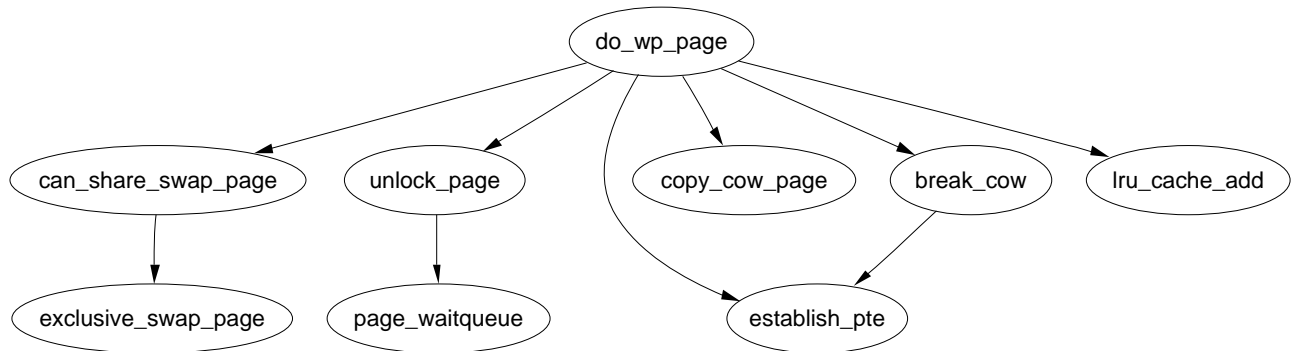 do_wp_page
can_share_swap_page
unlock_page
copy_cow_page
break_cow
lru_cache_add
exclusive_swap_page
page_waitqueue
establish_pte